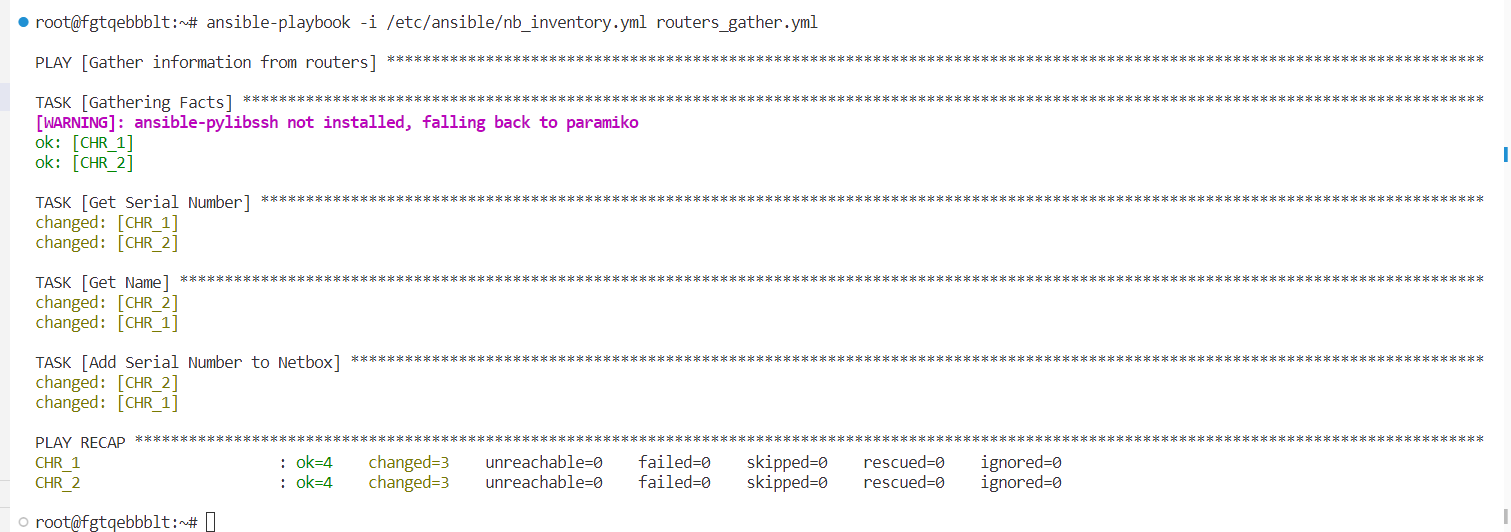 root@fgtqebbblt:~# ansible-playbook -i /etc/ansible/nb_inventory.yml routers_gather.yml
PLAY [Gather information from routers] **************************************************************************************************************************
TASK [Gathering Facts] ******************************************************************************************************************************************
[WARNING]: ansible-pylibssh not installed, falling back to paramiko
ok: [CHR_1]
ok: [CHR_2]
TASK [Get Serial Number] ****************************************************************************************************************************************
changed: [CHR_1]
changed: [CHR_2]
TASK [Get Name] *************************************************************************************************************************************************
changed: [CHR_2]
changed: [CHR_1]
TASK [Add Serial Number to Netbox] ******************************************************************************************************************************
changed: [CHR_2]
changed: [CHR_1]
PLAY RECAP ******************************************************************************************************************************************************
CHR_1                      : ok=4    changed=3    unreachable=0    failed=0    skipped=0    rescued=0    ignored=0
CHR_2                      : ok=4    changed=3    unreachable=0    failed=0    skipped=0    rescued=0    ignored=0
root@fgtqebbblt:~#